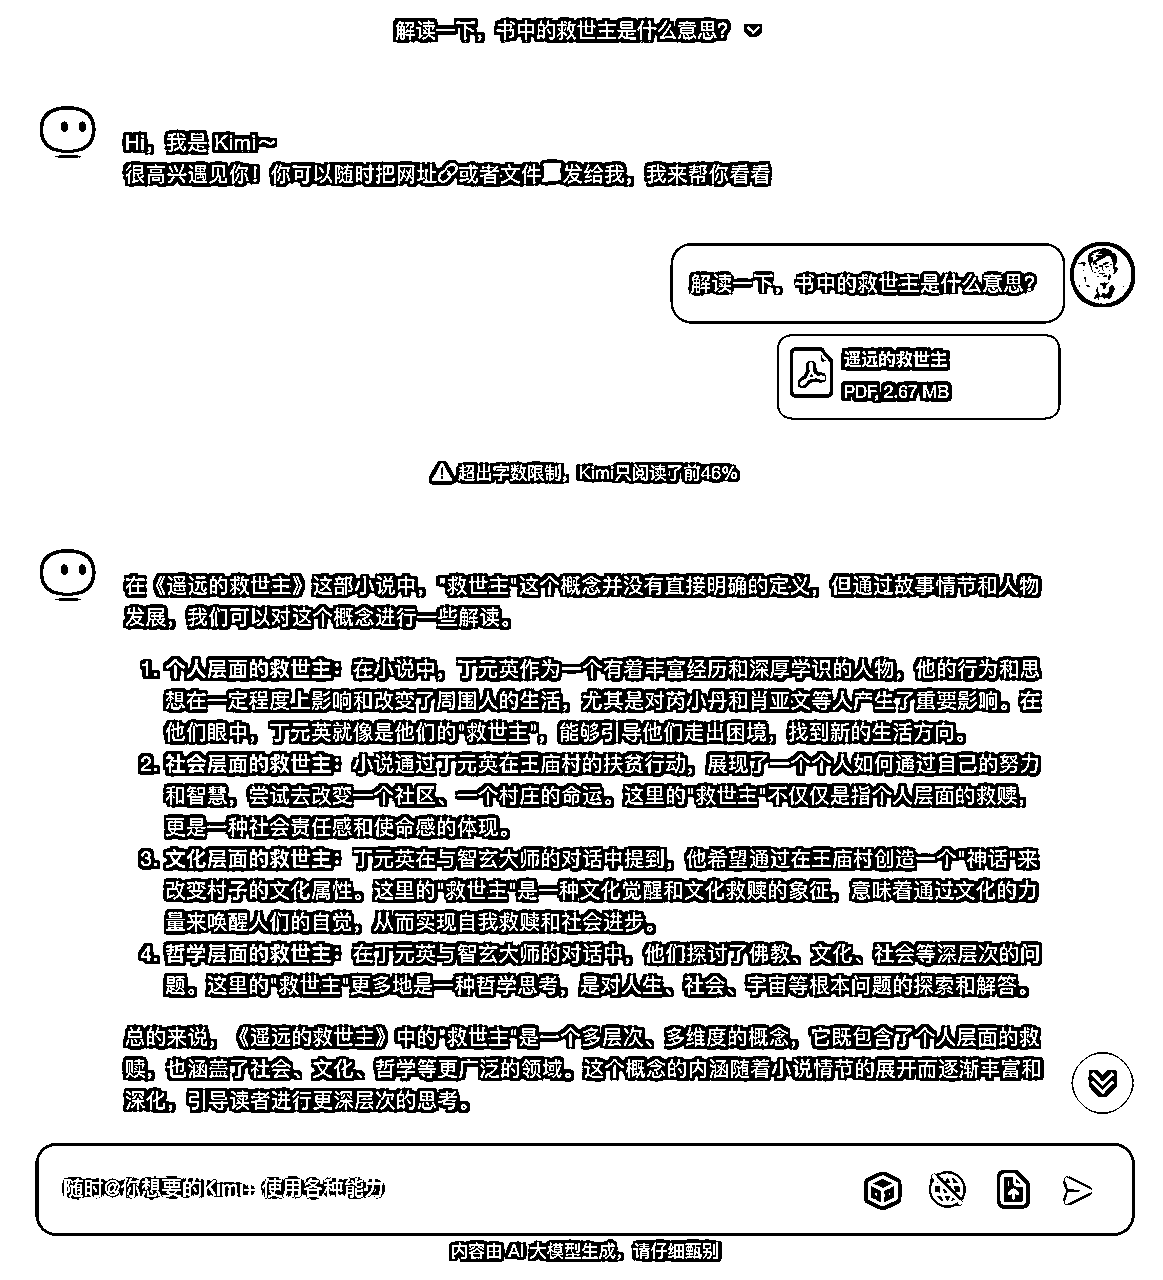 解读一下，书中的救世主是什么意思？
Hi，我是 Kimi～
很高兴遇见你！你可以随时把网址🔗或者文件📃发给我，我来帮你看看
解读一下，书中的救世主是什么意思？
遥远的救世主
PDF, 2.67 MB
超出字数限制，Kimi只阅读了前46%
在《遥远的救世主》这部小说中，"救世主"这个概念并没有直接明确的定义，但通过故事情节和人物
发展，我们可以对这个概念进行一些解读。
1. 个人层面的救世主：在小说中，丁元英作为一个有着丰富经历和深厚学识的人物，他的行为和思
想在一定程度上影响和改变了周围人的生活，尤其是对芮小丹和肖亚文等人产生了重要影响。在
他们眼中，丁元英就像是他们的"救世主"，能够引导他们走出困境，找到新的生活方向。
2. 社会层面的救世主：小说通过丁元英在王庙村的扶贫行动，展现了一个个人如何通过自己的努力
和智慧，尝试去改变一个社区、一个村庄的命运。这里的"救世主"不仅仅是指个人层面的救赎，
更是一种社会责任感和使命感的体现。
3. 文化层面的救世主：丁元英在与智玄大师的对话中提到，他希望通过在王庙村创造一个"神话"来
改变村子的文化属性。这里的"救世主"是一种文化觉醒和文化救赎的象征，意味着通过文化的力
量来唤醒人们的自觉，从而实现自我救赎和社会进步。
4. 哲学层面的救世主：在丁元英与智玄大师的对话中，他们探讨了佛教、文化、社会等深层次的问
题。这里的"救世主"更多地是一种哲学思考，是对人生、社会、宇宙等根本问题的探索和解答。
总的来说，《遥远的救世主》中的"救世主"是一个多层次、多维度的概念，它既包含了个人层面的救
赎，也涵盖了社会、文化、哲学等更广泛的领域。这个概念的内涵随着小说情节的展开而逐渐丰富和
深化，引导读者进行更深层次的思考。
随时@你想要的Kimi+ 使用各种能力
内容由 AI 大模型生成，请仔细甄别